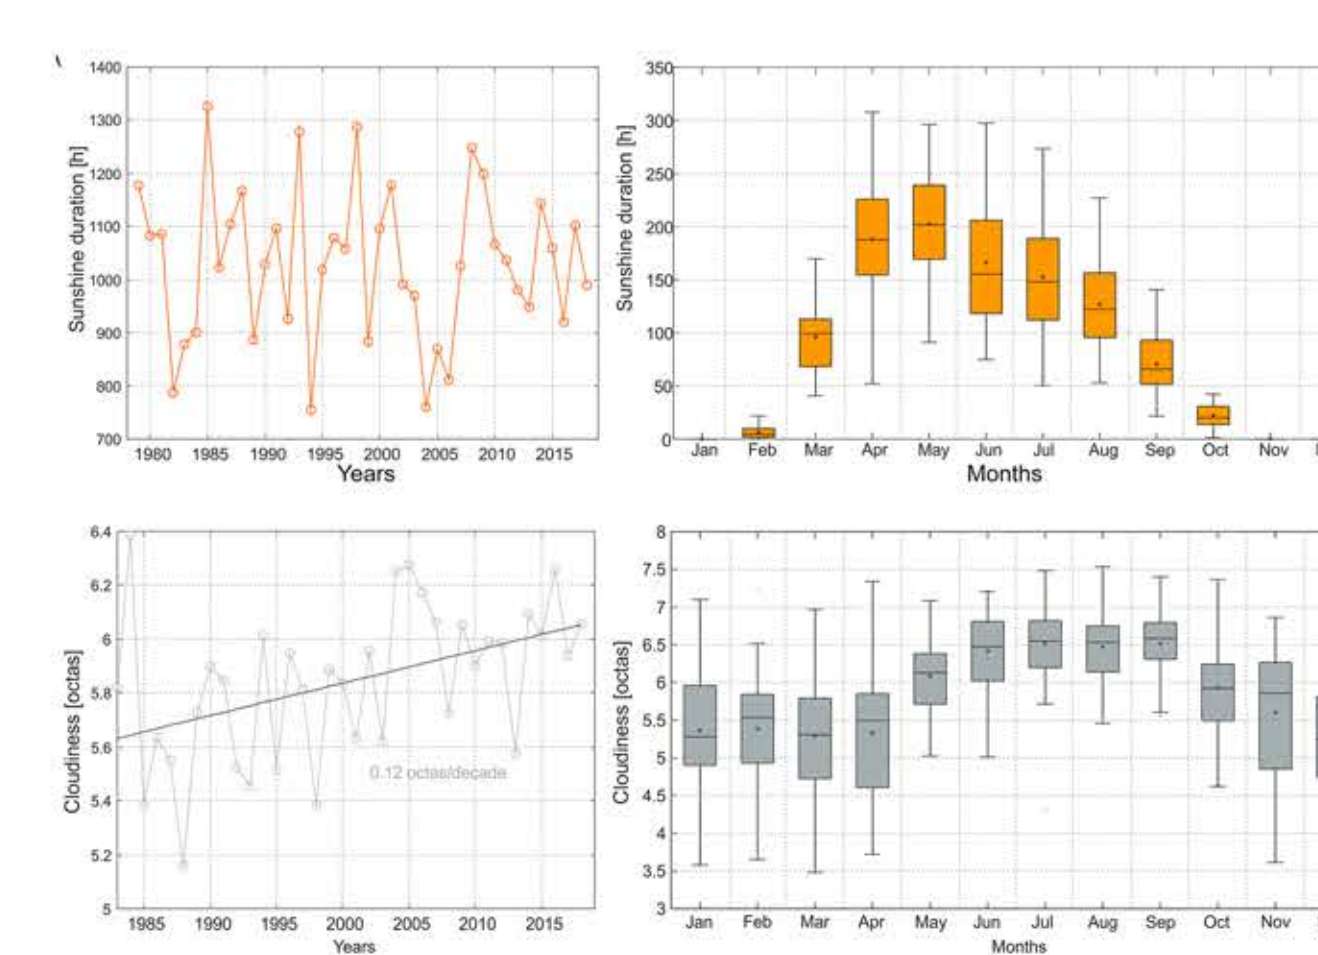 1400
1300
1200
1100
1000
900
800
700
Sunshine duration [h]
1980 1985 1990 1995 2000 2005 2010 2015
Years
350
300
250
200
150
100
50
0
Sunshine duration [h]
Jan Feb Mar Apr May Jun Jul Aug Sep Oct Nov
Months
6.4
6.2
6
5.8
5.6
5.4
5.2
5
Cloudiness [octas]
0.12 octas/decade
1985 1990 1995 2000 2005 2010 2015
Years
8
7.5
7
6.5
6
5.5
5
4.5
4
3.5
3
Cloudiness [octas]
Jan Feb Mar Apr May Jun Jul Aug Sep Oct Nov
Months